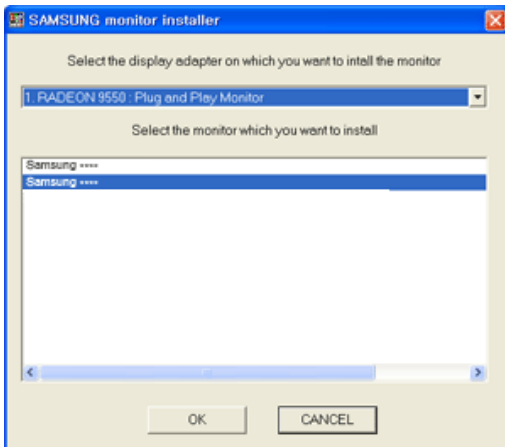 SAMSUNG monitor installer
Select the display adapter on which you want to intall the monitor
1. RADEON 9550 : Plug and Play Monitor
Select the monitor which you want to install
Samsung ****
Samsung ****
OK
CANCEL